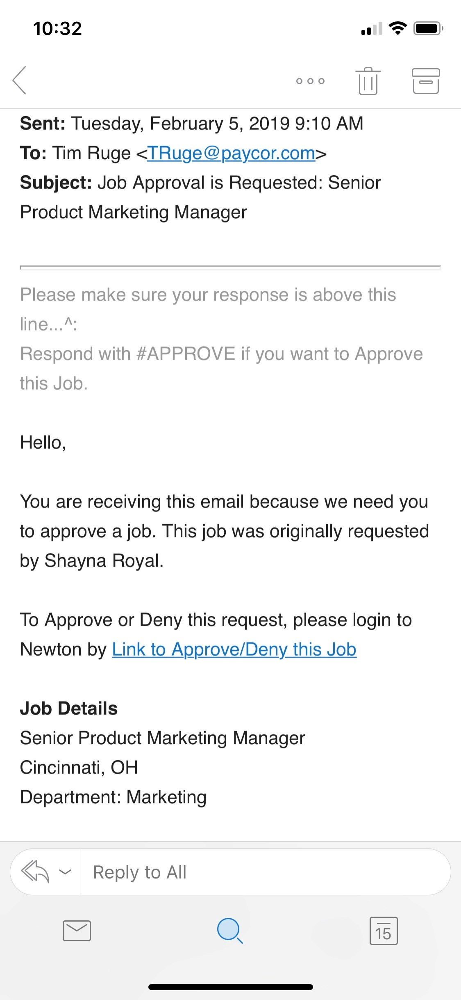 10:32
Sent: Tuesday, February 5, 2019 9:10 AM
To: Tim Ruge <TRuge@paycor.com>
Subject: Job Approval is Requested: Senior
Product Marketing Manager
Please make sure your response is above this
line...^:
Respond with #APPROVE if you want to Approve
this Job.
Hello,
You are receiving this email because we need you
to approve a job. This job was originally requested
by Shayna Royal.
To Approve or Deny this request, please login to
Newton by Link to Approve/Deny this Job
Job Details
Senior Product Marketing Manager
Cincinnati, OH
Department: Marketing
Reply to All
15